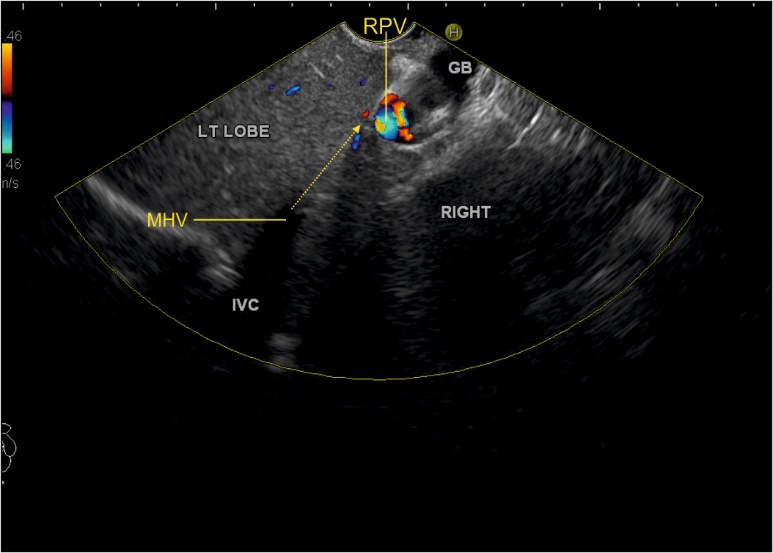 .46
RPV
H
GB
LT LOBE
.46
n/s
MHV
RIGHT
IVC